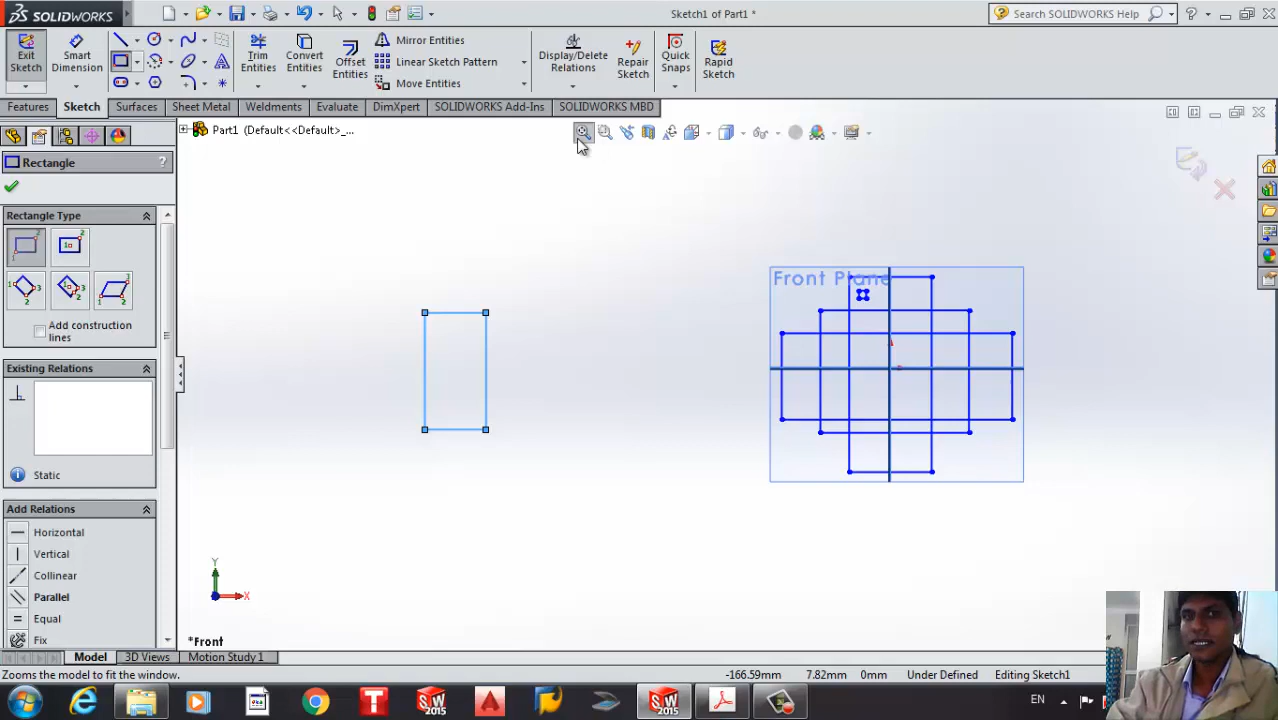 SOLIDWORKS
Sketch1 of Part1 *
Search SOLIDWORKS Help
Exit Sketch
Smart Dimension
Trim Entities
Convert Entities
Offset Entities
Mirror Entities
Linear Sketch Pattern
Move Entities
Display/Delete Relations
Repair Sketch
Quick Snaps
Rapid Sketch
Features
Sketch
Surfaces
Sheet Metal
Weldments
Evaluate
DimXpert
SOLIDWORKS Add-Ins
SOLIDWORKS MBD
Part1 (Default<<Default>_...
Rectangle
?
Rectangle Type
Add construction
lines
Existing Relations
Static
Add Relations
Horizontal
Vertical
Collinear
Parallel
Equal
Fix
Front Plane
Y
X
*Front
Model
3D Views
Motion Study 1
Zooms the model to fit the window.
-166.59mm
7.82mm
0mm
Under Defined
Editing Sketch1
SW
2015
SW
2015
EN